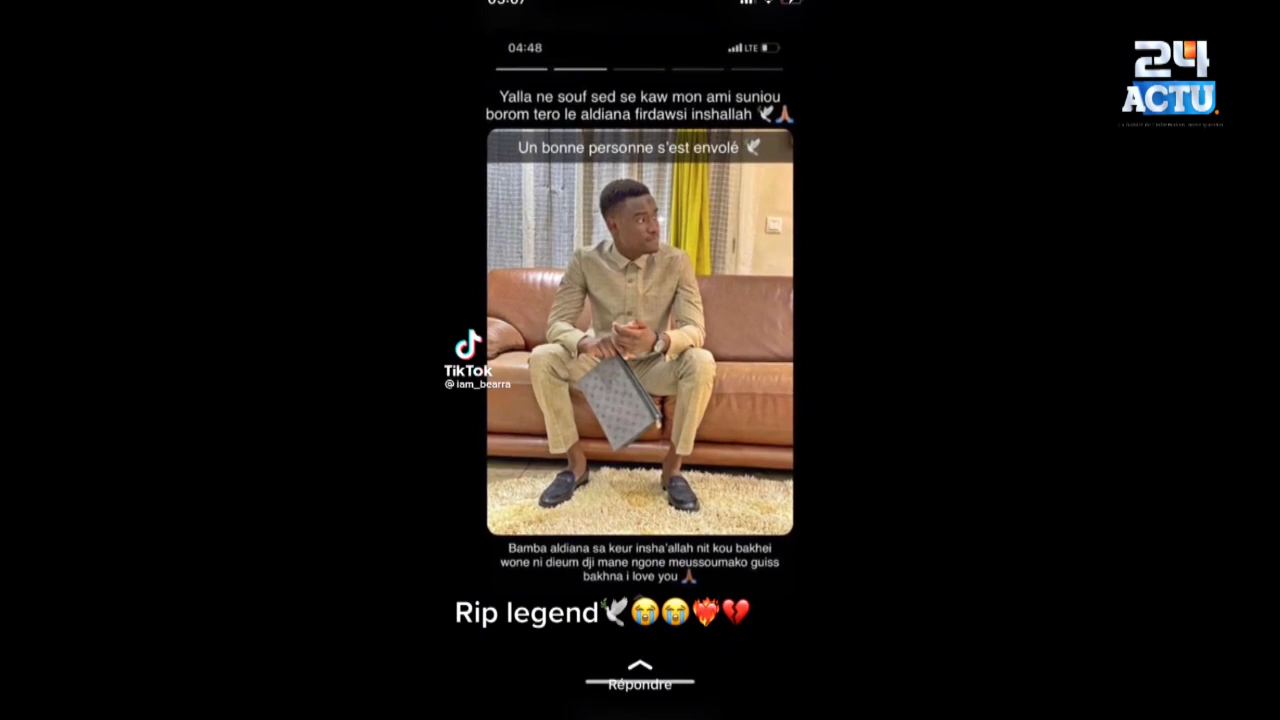 04:48
LTE
24
ACTU.
Yalla ne souf sed se kaw mon ami suniou
borom tero le aldiana firdawsi inshallah 🕊🙏🏾
Un bonne personne s'est envolé 🕊
TikTok
@iam_bearra
Bamba aldiana sa keur insha'allah nit kou bakhei
wone ni dieum dji mane ngone meussoumako guiss
bakhna i love you 🙏🏾
Rip legend🕊😭😭❤️‍🔥💔
Répondre